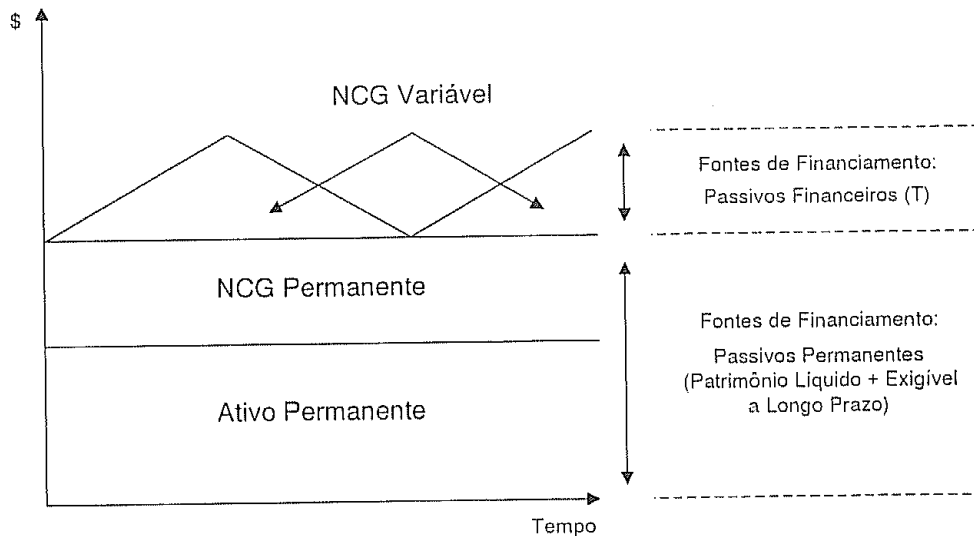 $
NCG Variável
Fontes de Financiamento:
Passivos Financeiros (T)
NCG Permanente
Fontes de Financiamento:
Passivos Permanentes
(Patrimônio Líquido + Exigível
a Longo Prazo)
Ativo Permanente
Tempo